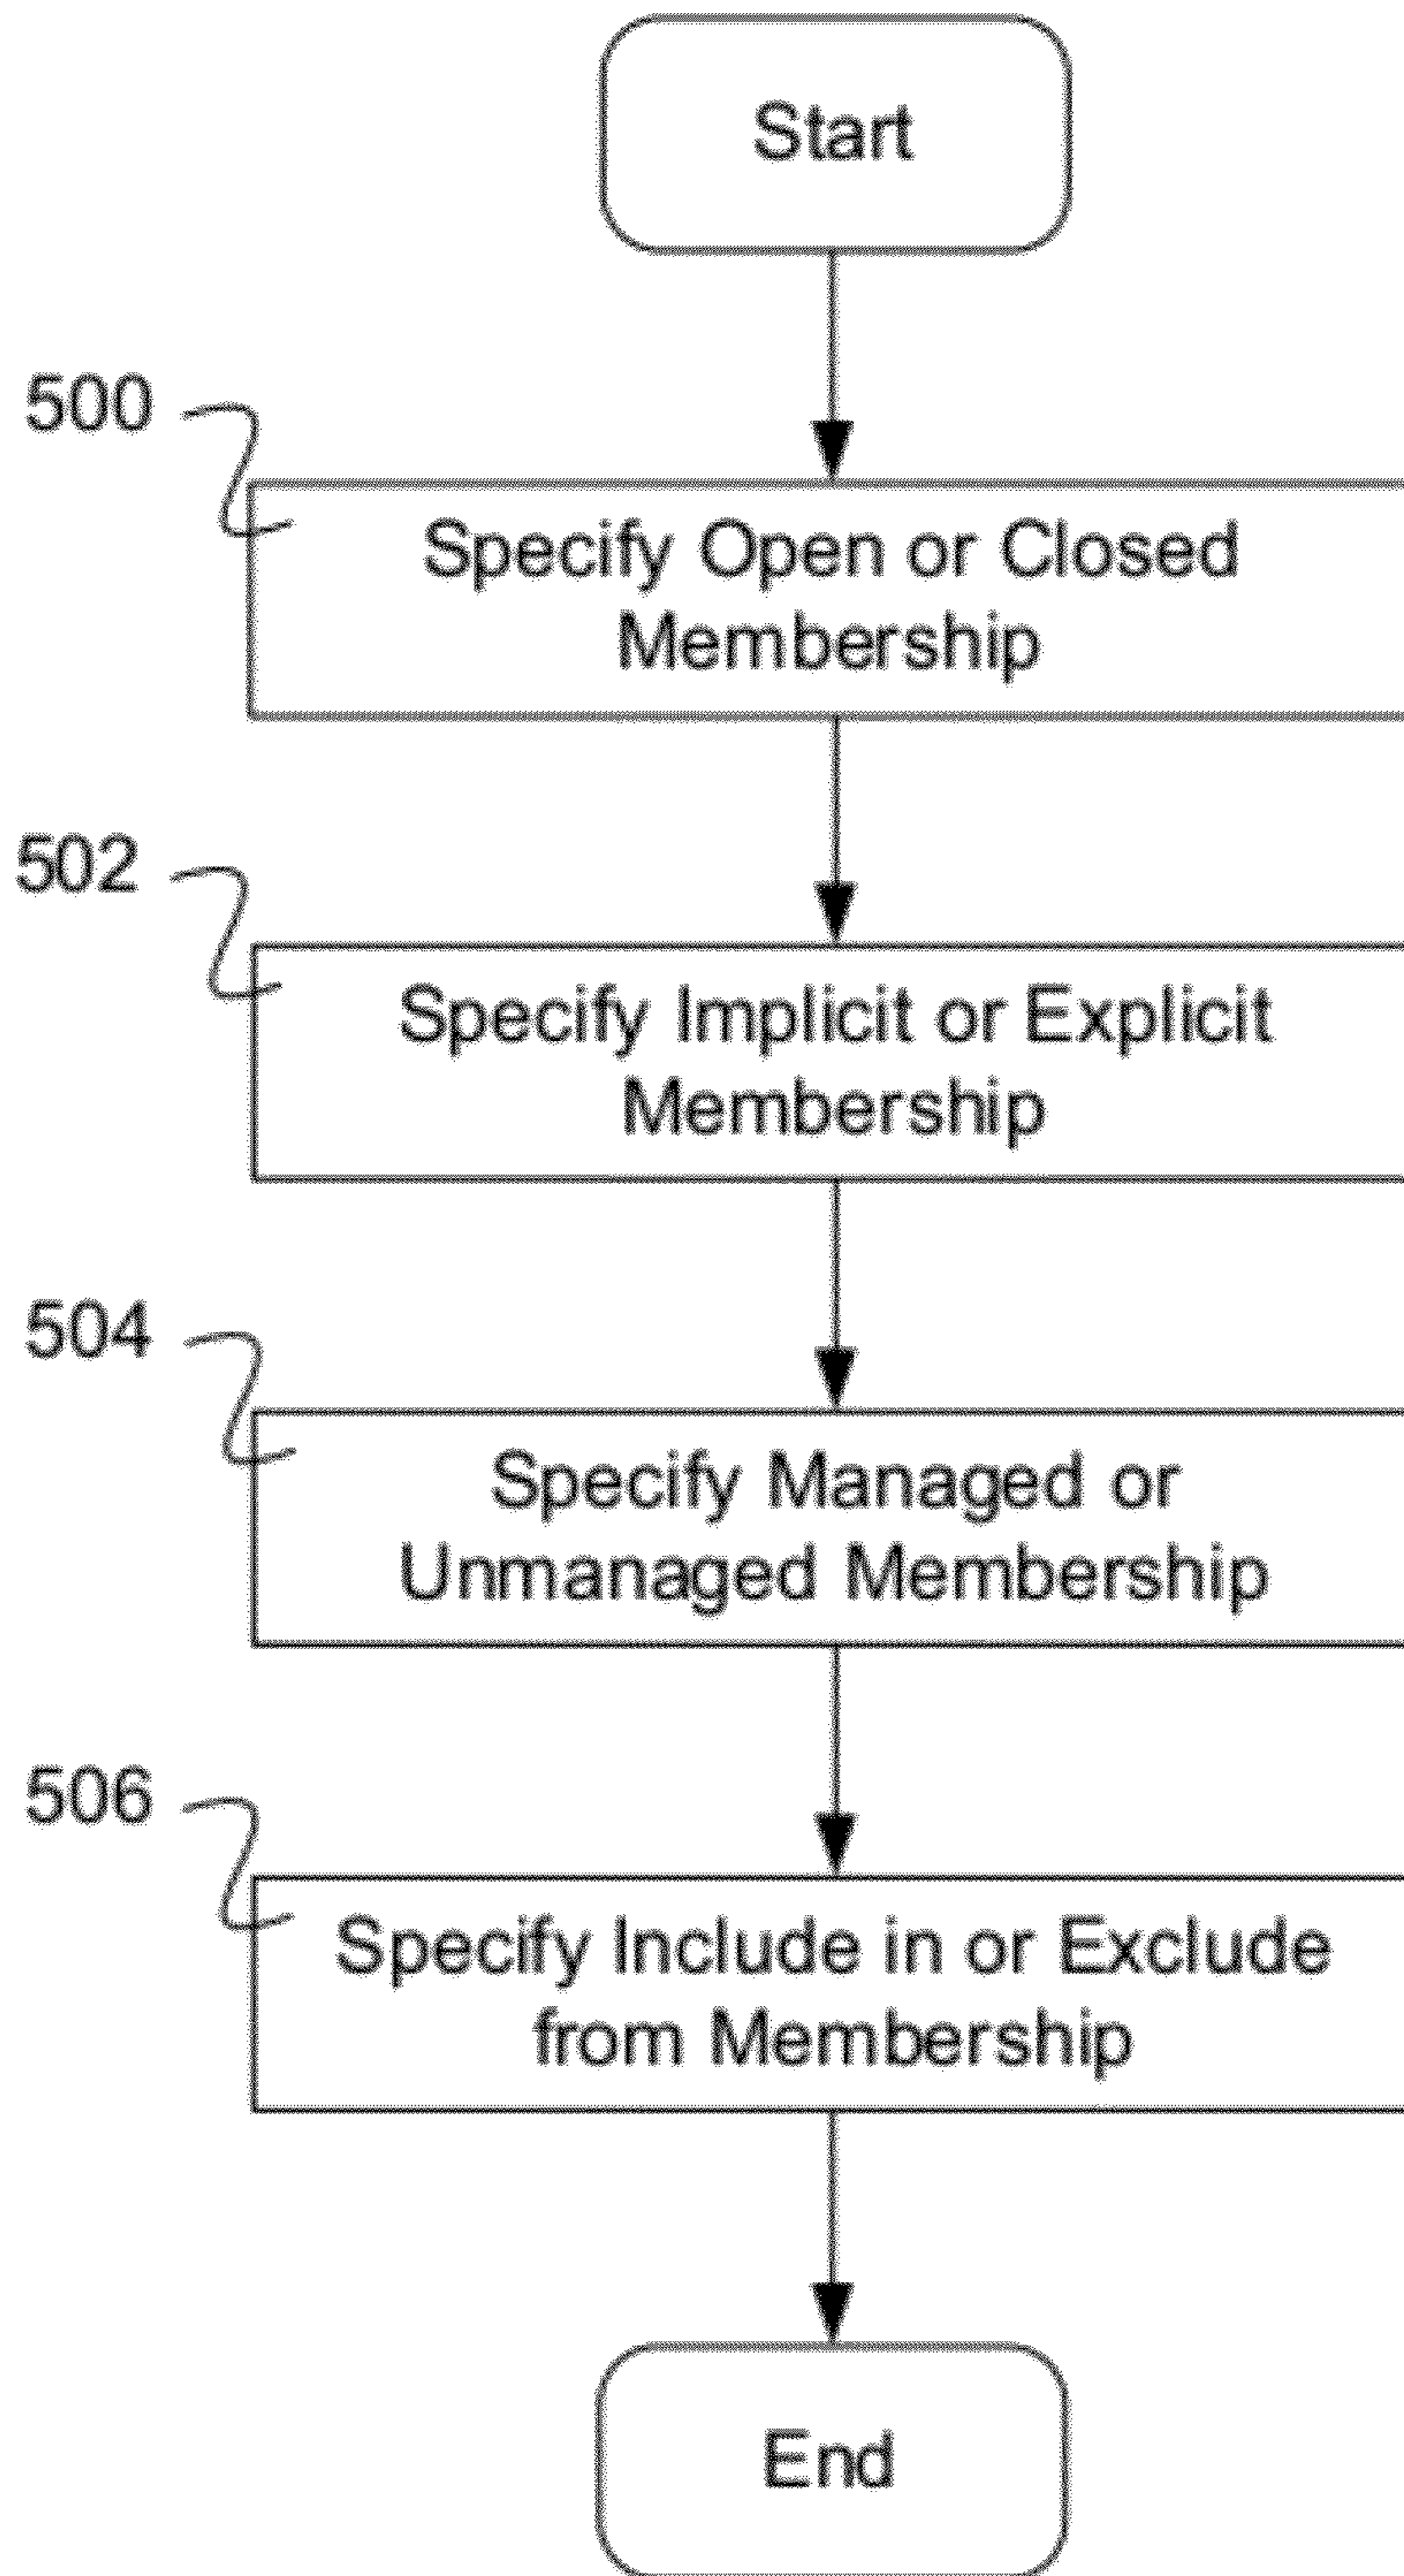 Start
500
Specify Open or Closed
Membership
502
Specify Implicit or Explicit
Membership
504
Specify Managed or
Unmanaged Membership
506
Specify Include in or Exclude
from Membership
End